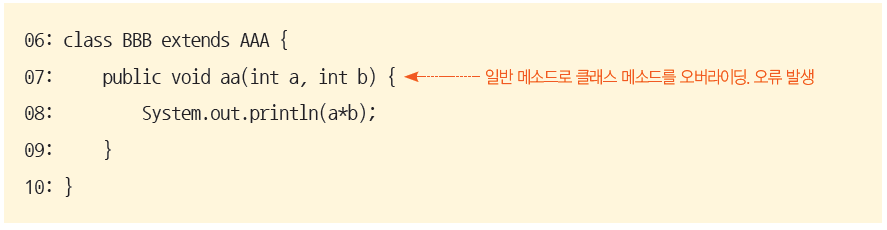 06: class BBB extends AAA {
07:     public void aa(int a, int b) { 일반 메소드로 클래스 메소드를 오버라이딩. 오류 발생
08:         System.out.println(a*b);
09:     }
10: }